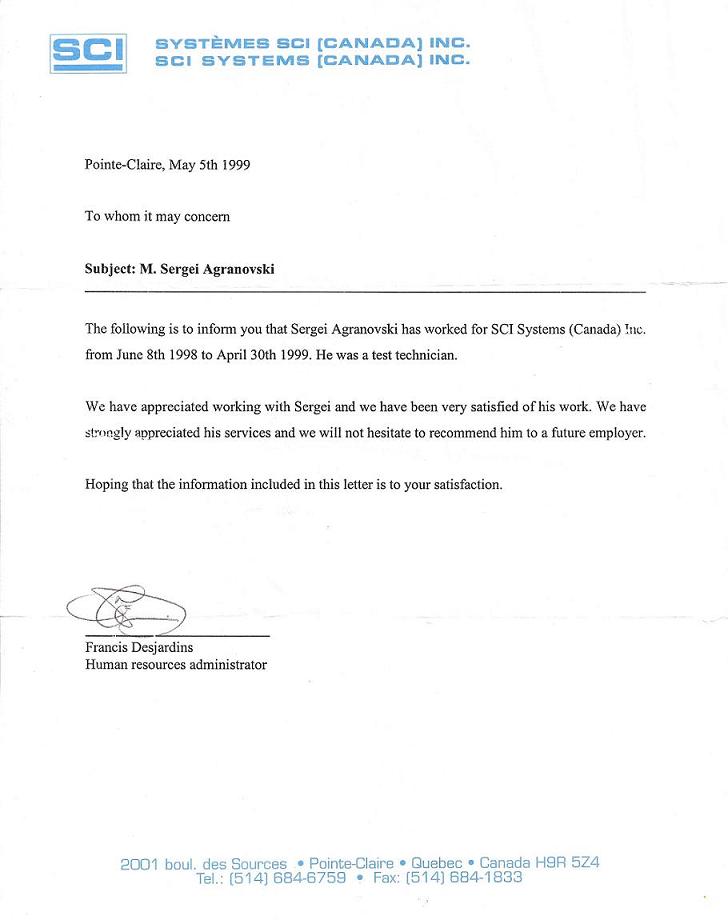 SCI
SYSTÈMES SCI (CANADA) INC.
SCI SYSTEMS (CANADA) INC.
Pointe-Claire, May 5th 1999
To whom it may concern
Subject: M. Sergei Agranovski
The following is to inform you that Sergei Agranovski has worked for SCI Systems (Canada) Inc.
from June 8th 1998 to April 30th 1999. He was a test technician.
We have appreciated working with Sergei and we have been very satisfied of his work. We have
strongly appreciated his services and we will not hesitate to recommend him to a future employer.
Hoping that the information included in this letter is to your satisfaction.
Francis Desjardins
Human resources administrator
2001 boul. des Sources • Pointe-Claire • Quebec • Canada H9R 5Z4
Tel.: (514) 684-6759 • Fax: (514) 684-1833